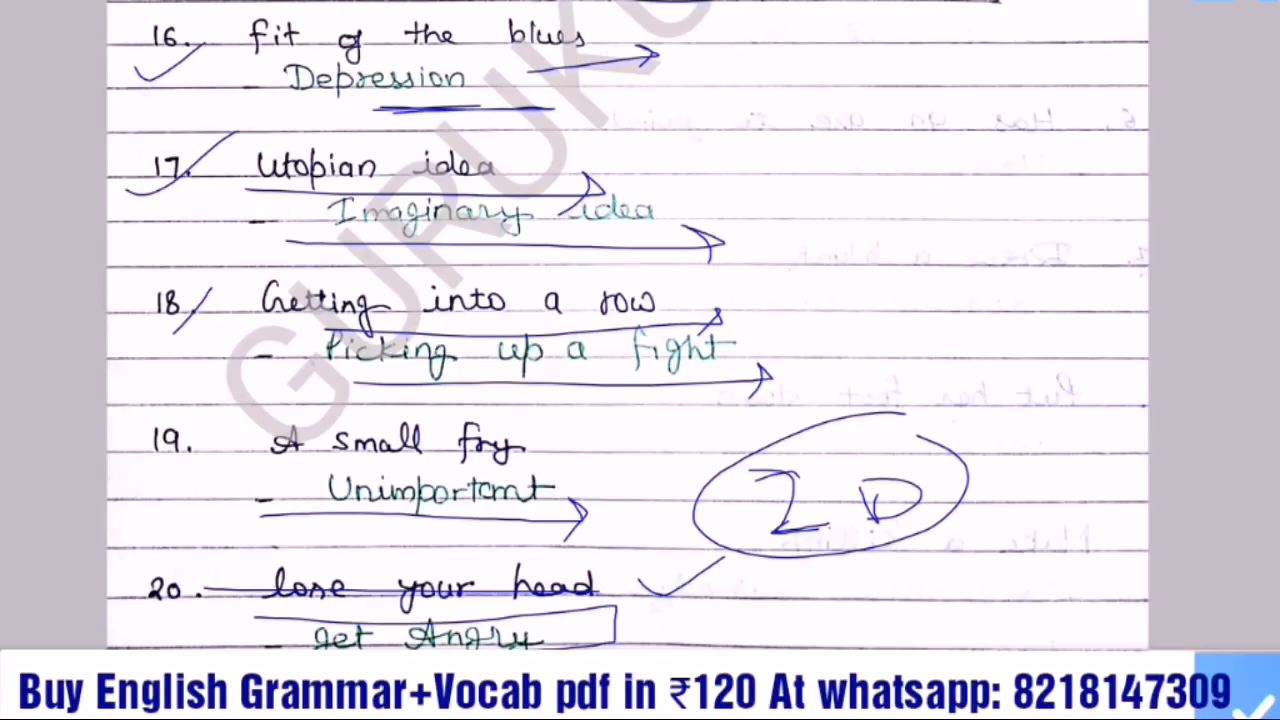 16. fit of the blues
- Depression
17. Utopian idea
- Imaginary idea
18 Getting into a row
- Picking up a fight
19. A small fry
- Unimportant
ID
20. lose your head
- get Angry
GURUKU
Buy English Grammar+Vocab pdf in ₹120 At whatsapp: 8218147309